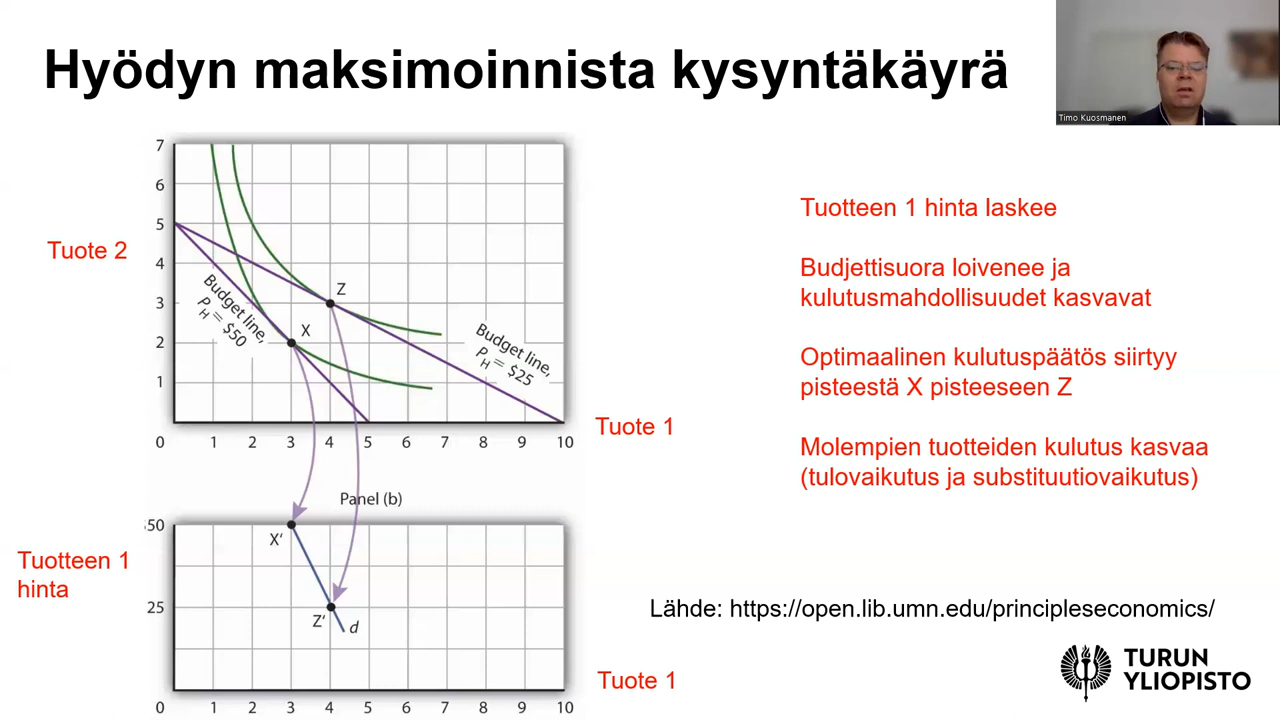 Hyödyn maksimoinnista kysyntäkäyrä
Timo Kuosmanen
7
6
5
4
3
2
1
Tuote 2
Budget line,
P_H = $50
X
Z
Budget line,
P_H = $25
0 1 2 3 4 5 6 7 8 9 10
Tuote 1
Panel (b)
50
25
Tuotteen 1
hinta
X'
Z'
d
0 1 2 3 4 5 6 7 8 9 10
Tuote 1
Tuotteen 1 hinta laskee
Budjettisuora loivenee ja
kulutusmahdollisuudet kasvavat
Optimaalinen kulutuspäätös siirtyy
pisteestä X pisteeseen Z
Molempien tuotteiden kulutus kasvaa
(tulovaikutus ja substituutiovaikutus)
Lähde: https://open.lib.umn.edu/principleseconomics/
TURUN
YLIOPISTO